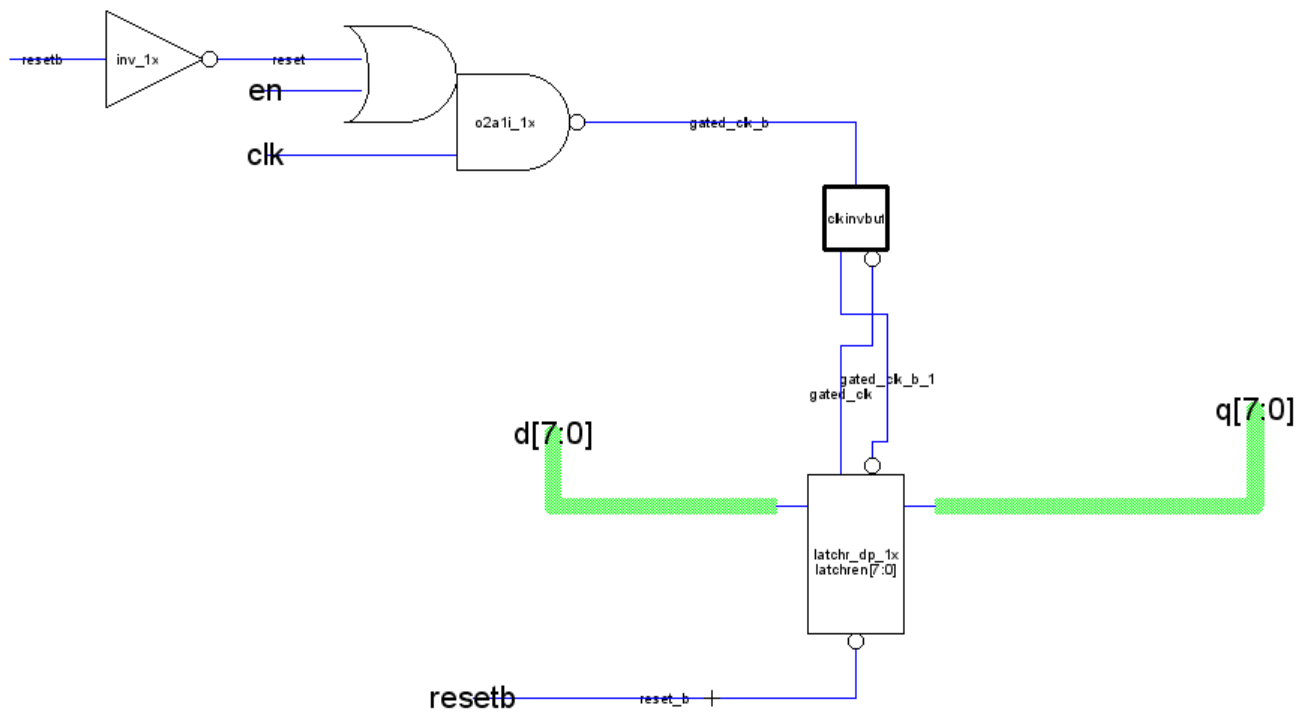 resetb
inv_1x
reset
en
o2a1i_1x
clk
gated_clk_b
clkinvbuf
gated_clk_b_1
gated_clk
d[7:0]
q[7:0]
latchr_dp_1x
latchren[7:0]
resetb
reset_b